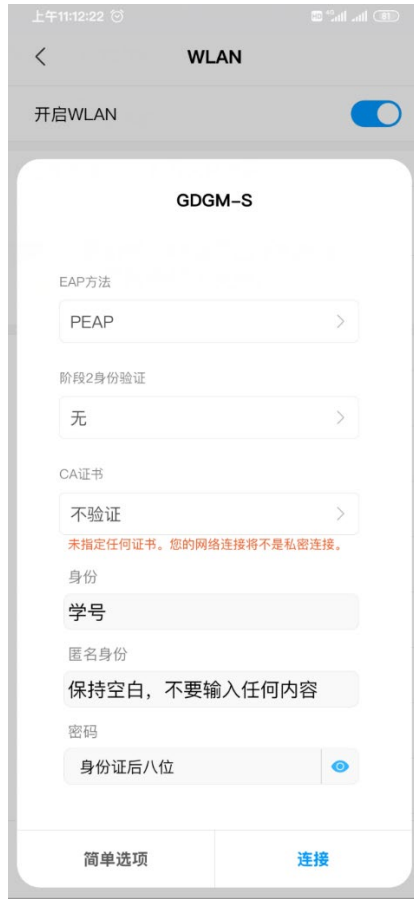 上午11:12:22
WLAN
开启WLAN
GDGM-S
EAP方法
PEAP
阶段2身份验证
无
CA证书
不验证
未指定任何证书。您的网络连接将不是私密连接。
身份
学号
匿名身份
保持空白，不要输入任何内容
密码
身份证后八位
简单选项 连接